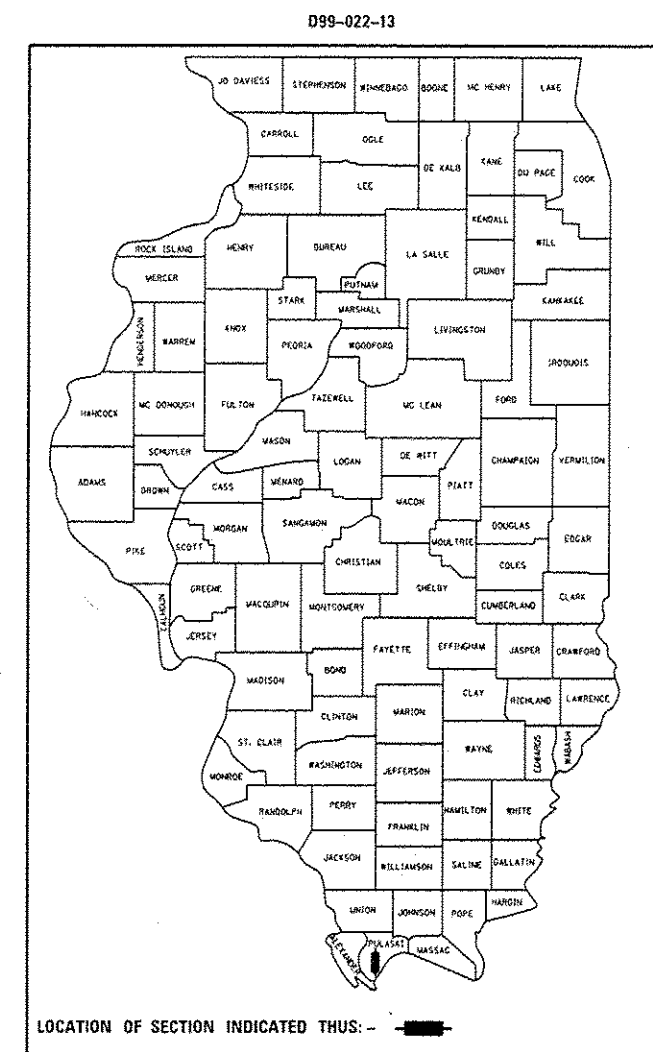 D99-022-13
JO DAVIESS STEPHENSON WINNEBAGO BOONE MC HENRY LAKE
CARROLL OGLE
DE KALB KANE DU PAGE COOK
WHITESIDE LEE
KENDALL
ROCK ISLAND HENRY BUREAU LA SALLE WILL
MERCER PUTNAM GRUNDY
STARK MARSHALL KANKAKEE
HENDERSON WARREN KNOX PEORIA WOODFORD LIVINGSTON IROQUOIS
HANCOCK MC DONOUGH FULTON TAZEWELL MC LEAN FORD
MASON
SCHUYLER LOGAN DE WITT CHAMPAIGN VERMILION
ADAMS BROWN CASS MENARD PIATT
MACON
MORGAN SANGAMON DOUGLAS EDGAR
PIKE SCOTT MOULTRIE
CHRISTIAN COLES
GREENE SHELBY CLARK
CALHOUN MACOUPIN MONTGOMERY CUMBERLAND
JERSEY
FAYETTE EFFINGHAM JASPER CRAWFORD
BOND
MADISON CLAY RICHLAND LAWRENCE
CLINTON MARION
ST. CLAIR WAYNE EDWARDS WABASH
WASHINGTON JEFFERSON
MONROE
RANDOLPH PERRY HAMILTON WHITE
FRANKLIN
JACKSON WILLIAMSON SALINE GALLATIN
UNION JOHNSON POPE HARDIN
ALEXANDER PULASKI MASSAC
LOCATION OF SECTION INDICATED THUS: -